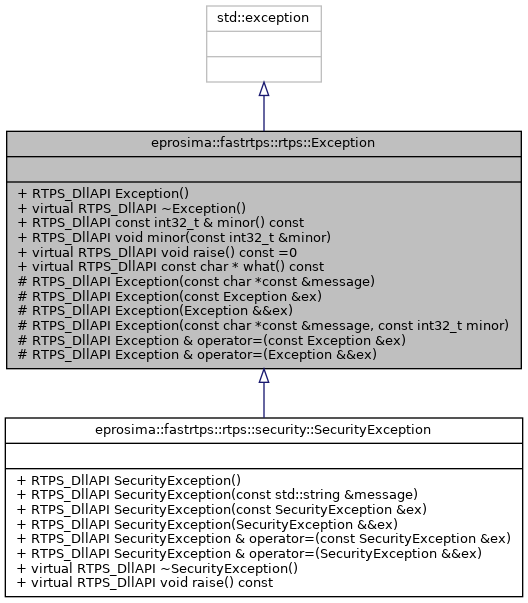 std::exception
eprosima::fastrtps::rtps::Exception
+ RTPS_DllAPI Exception()
+ virtual RTPS_DllAPI ~Exception()
+ RTPS_DllAPI const int32_t & minor() const
+ RTPS_DllAPI void minor(const int32_t &minor)
+ virtual RTPS_DllAPI void raise() const =0
+ virtual RTPS_DllAPI const char * what() const
# RTPS_DllAPI Exception(const char *const &message)
# RTPS_DllAPI Exception(const Exception &ex)
# RTPS_DllAPI Exception(Exception &&ex)
# RTPS_DllAPI Exception(const char *const &message, const int32_t minor)
# RTPS_DllAPI Exception & operator=(const Exception &ex)
# RTPS_DllAPI Exception & operator=(Exception &&ex)
eprosima::fastrtps::rtps::security::SecurityException
+ RTPS_DllAPI SecurityException()
+ RTPS_DllAPI SecurityException(const std::string &message)
+ RTPS_DllAPI SecurityException(const SecurityException &ex)
+ RTPS_DllAPI SecurityException(SecurityException &&ex)
+ RTPS_DllAPI SecurityException & operator=(const SecurityException &ex)
+ RTPS_DllAPI SecurityException & operator=(SecurityException &&ex)
+ virtual RTPS_DllAPI ~SecurityException()
+ virtual RTPS_DllAPI void raise() const